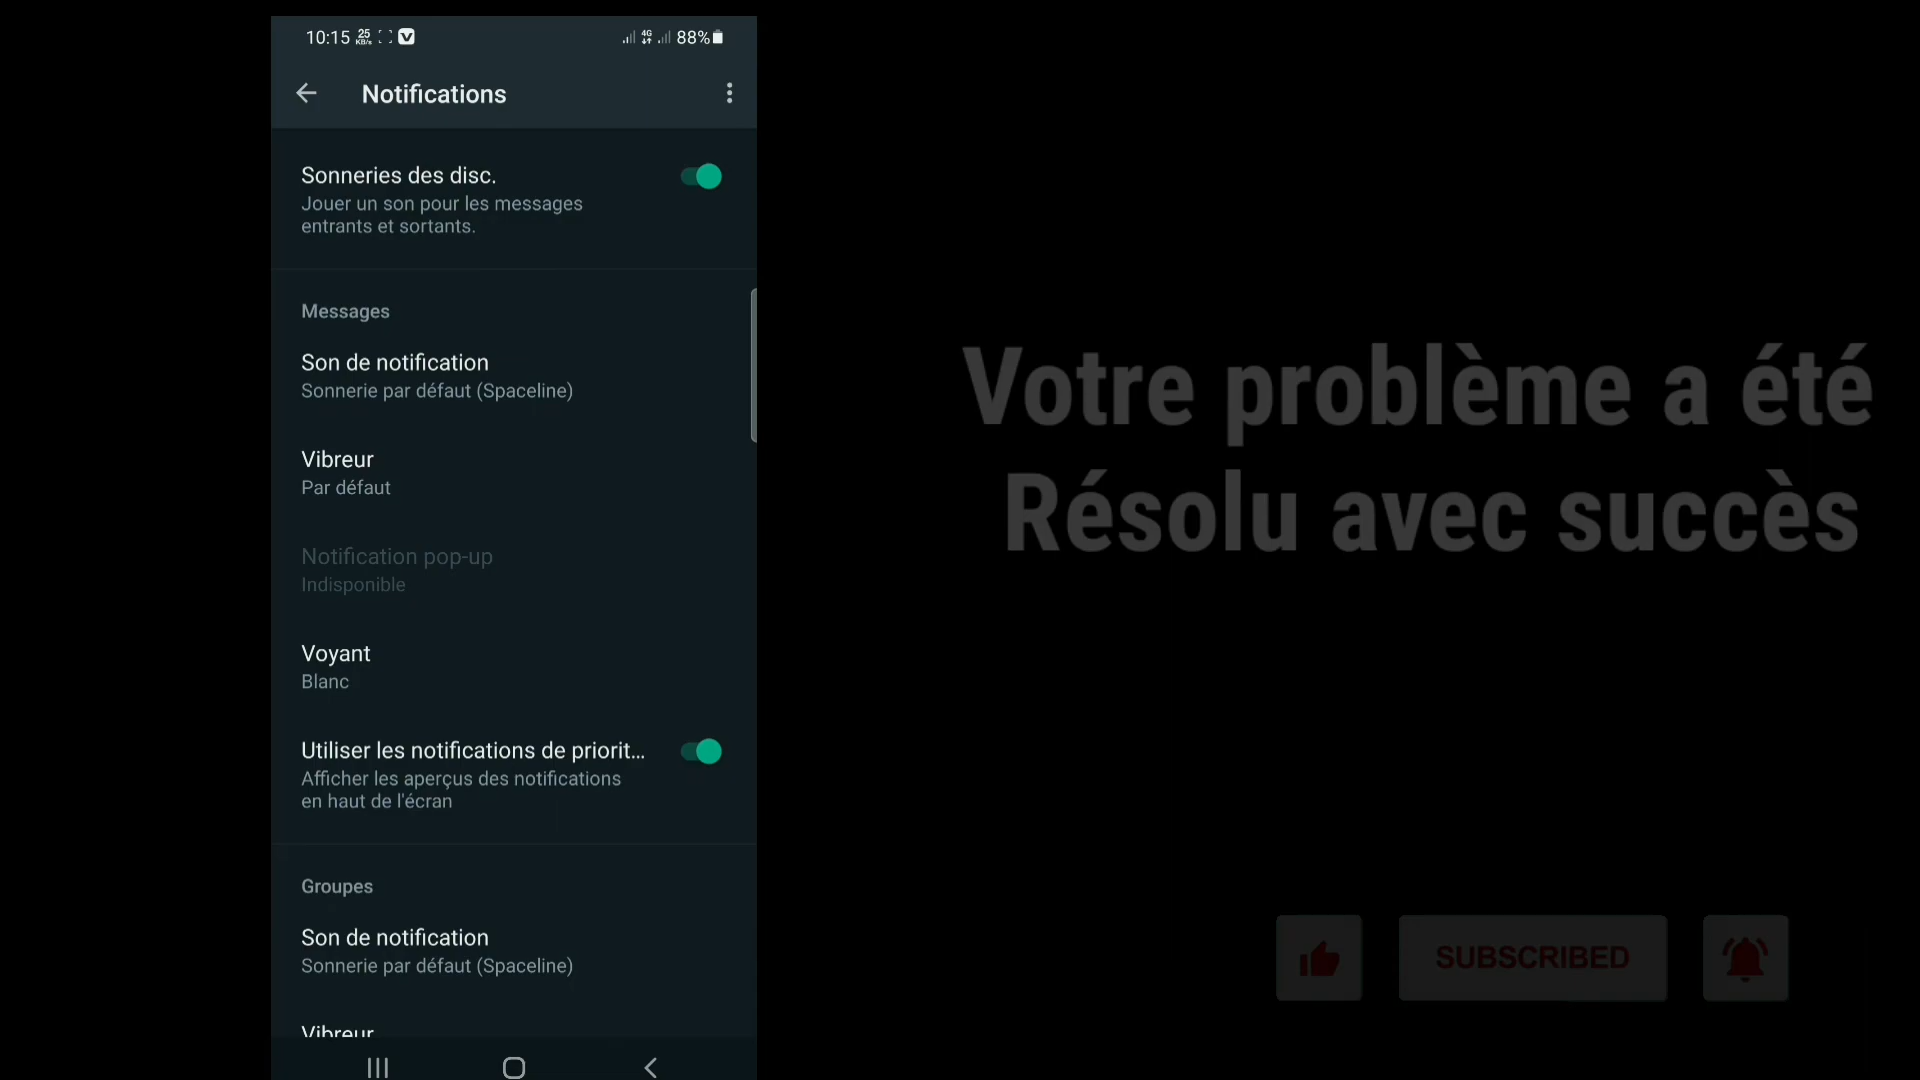 10:15 25 KB/s 4G 88%
Notifications
Sonneries des disc.
Jouer un son pour les messages
entrants et sortants.
Messages
Son de notification
Sonnerie par défaut (Spaceline)
Vibreur
Par défaut
Notification pop-up
Indisponible
Voyant
Blanc
Utiliser les notifications de priorit...
Afficher les aperçus des notifications
en haut de l'écran
Groupes
Son de notification
Sonnerie par défaut (Spaceline)
Vibreur
Votre problème a été
Résolu avec succès
SUBSCRIBED